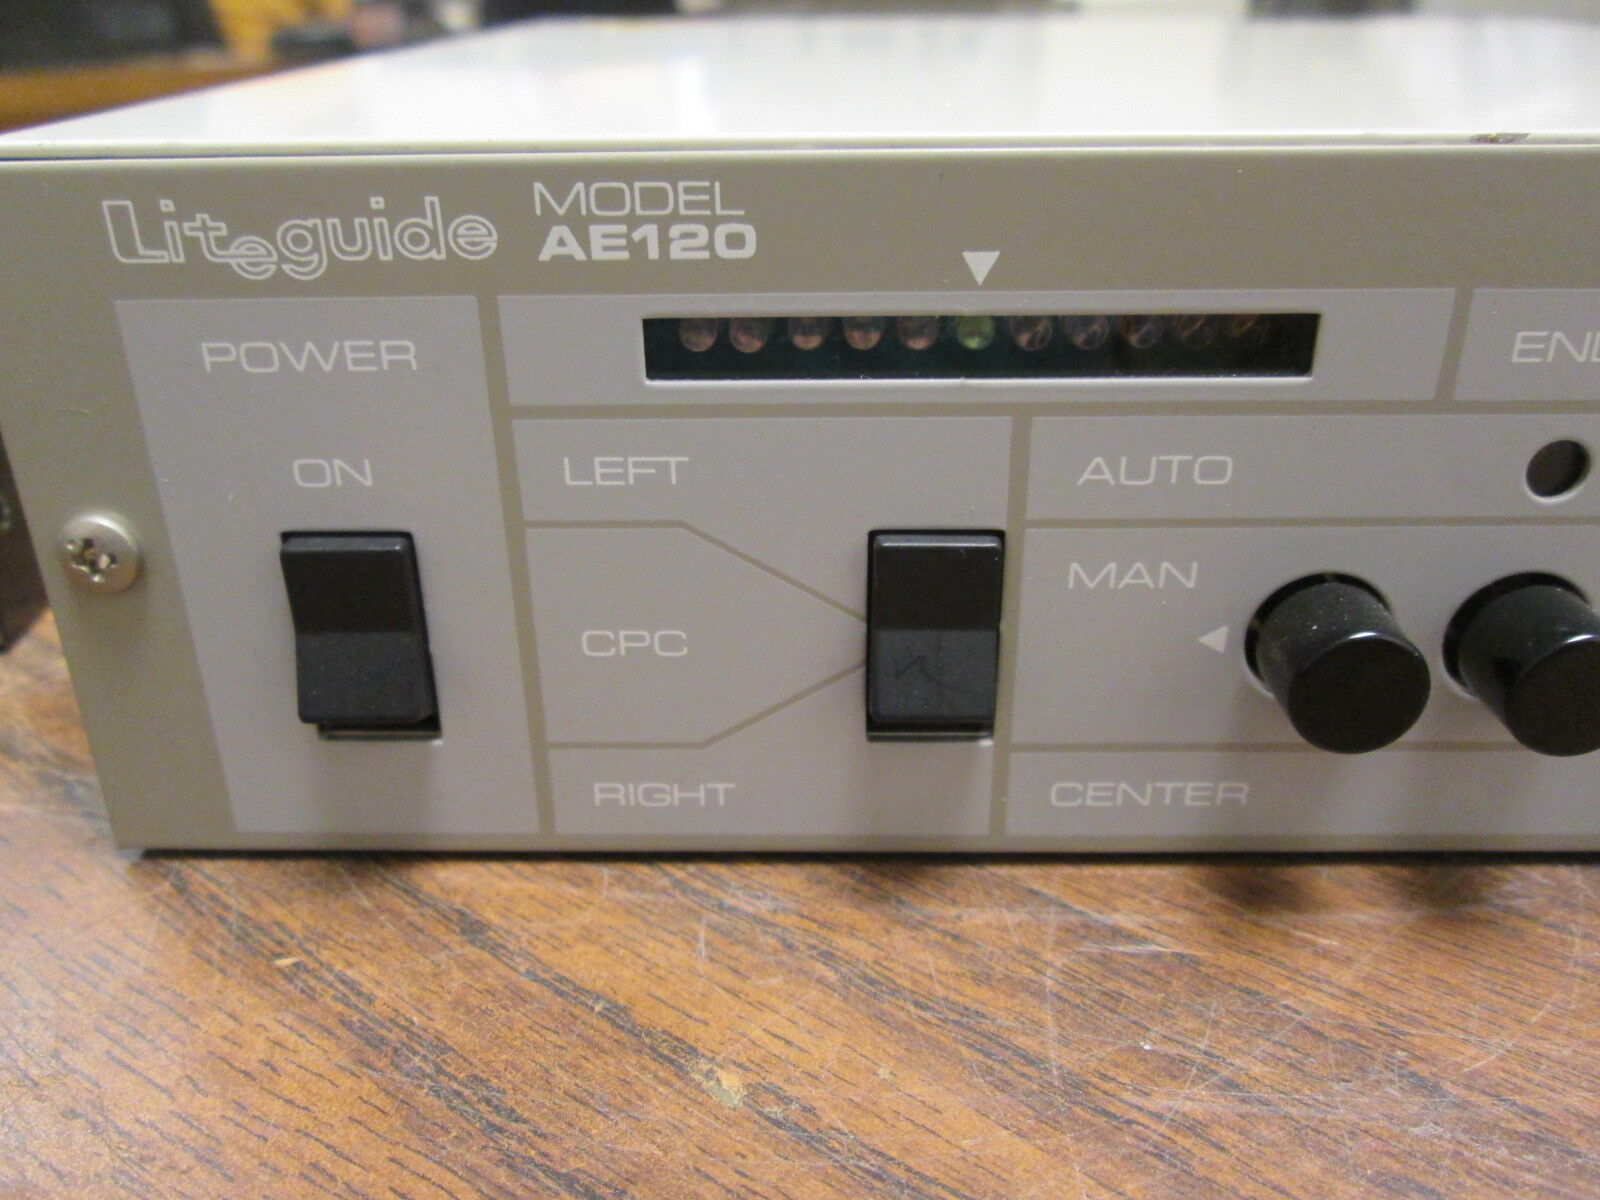 Liteguide MODEL
AE120
POWER
ON
LEFT
CPC
RIGHT
AUTO
MAN
CENTER